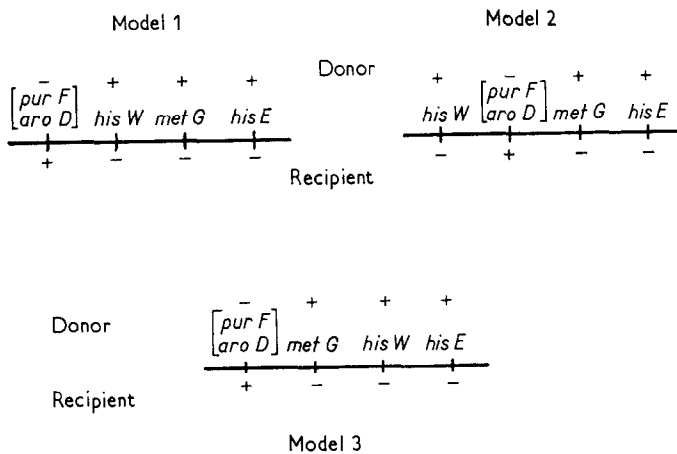 Model 1
Model 2
Donor
− + + +
[pur F
aro D] his W met G his E
+ − − −
+ − + +
his W [pur F
aro D] met G his E
− + − −
Recipient
Donor
− + + +
[pur F
aro D] met G his W his E
+ − − −
Recipient
Model 3